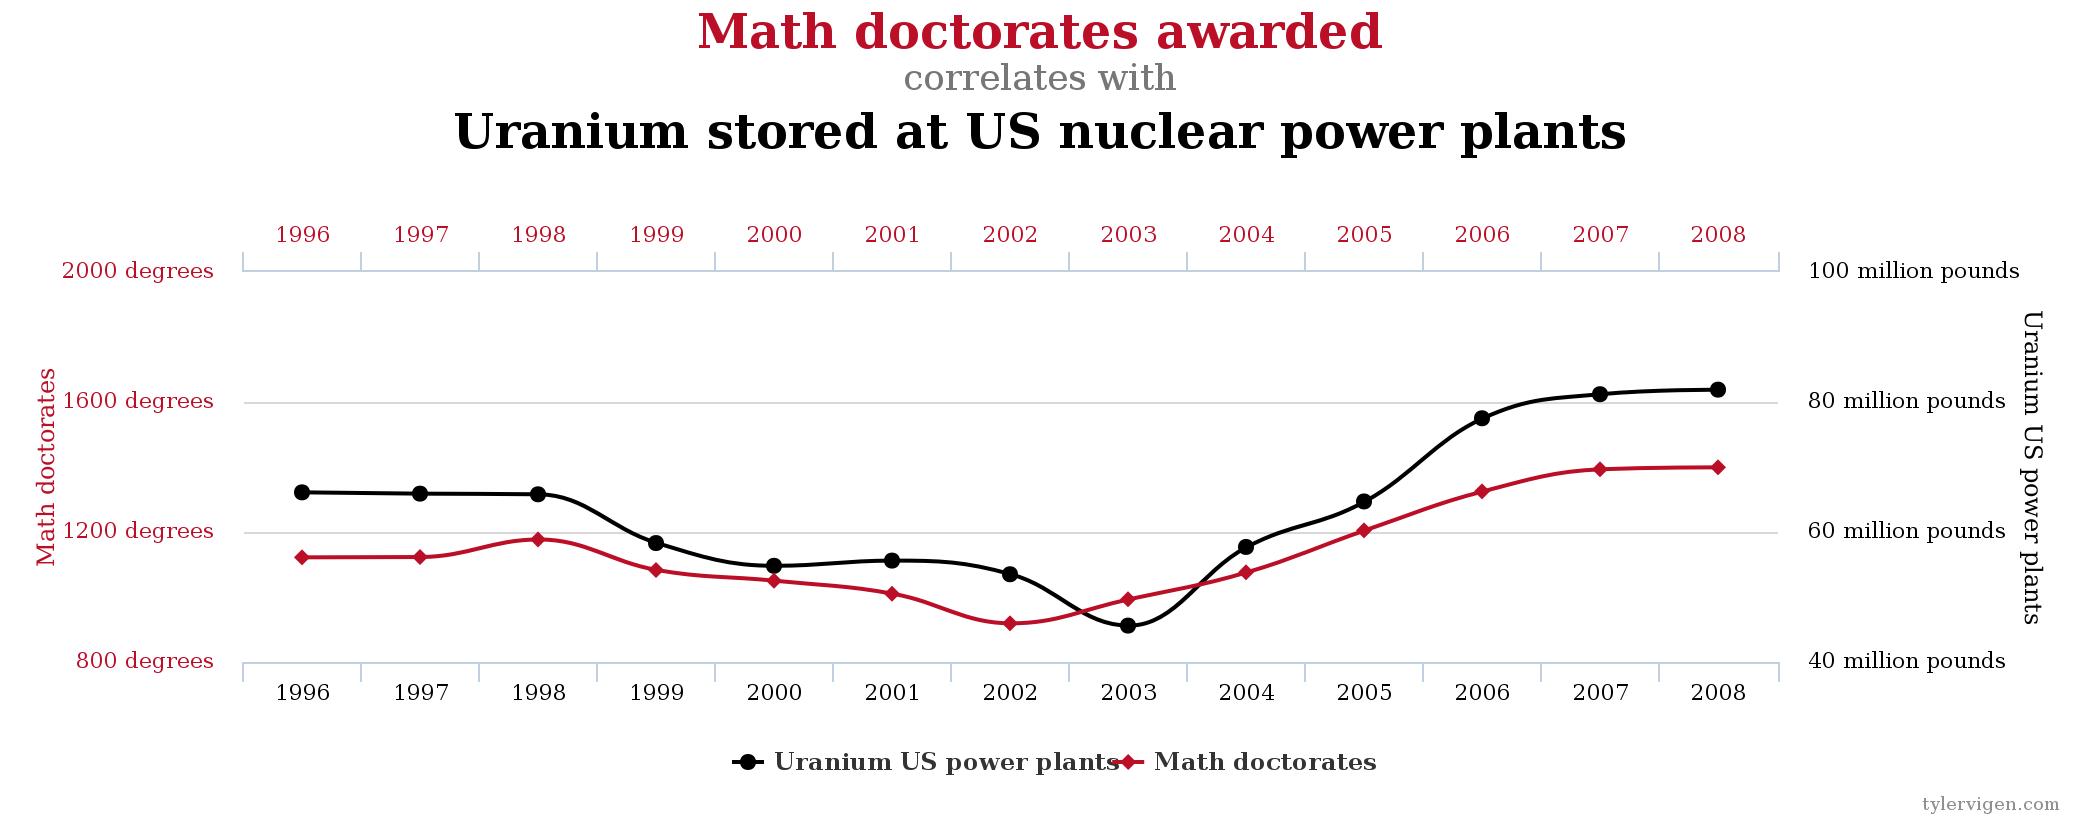 Math doctorates awarded
correlates with
Uranium stored at US nuclear power plants
1996 1997 1998 1999 2000 2001 2002 2003 2004 2005 2006 2007 2008
2000 degrees
1600 degrees
1200 degrees
800 degrees
Math doctorates
100 million pounds
80 million pounds
60 million pounds
40 million pounds
Uranium US power plants
1996 1997 1998 1999 2000 2001 2002 2003 2004 2005 2006 2007 2008
Uranium US power plants Math doctorates
tylervigen.com